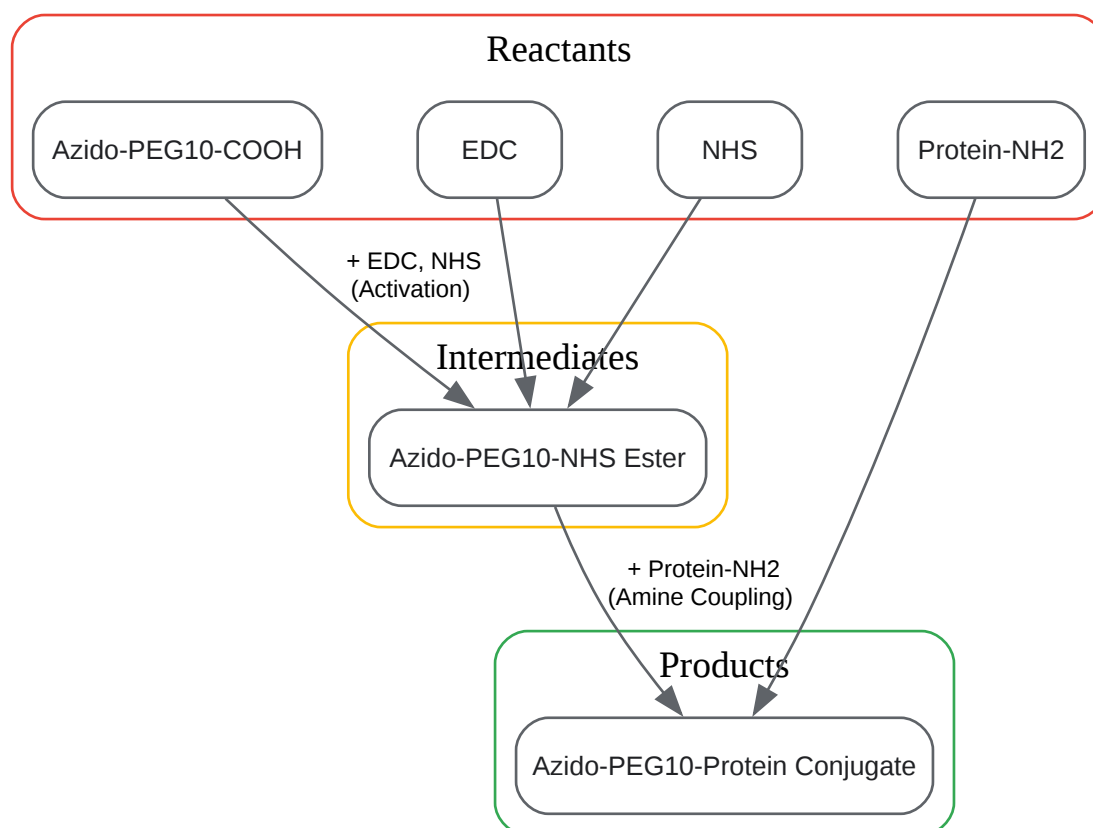 Reactants
Azido-PEG10-COOH
EDC
NHS
Protein-NH2
+ EDC, NHS
(Activation)
Intermediates
Azido-PEG10-NHS Ester
+ Protein-NH2
(Amine Coupling)
Products
Azido-PEG10-Protein Conjugate